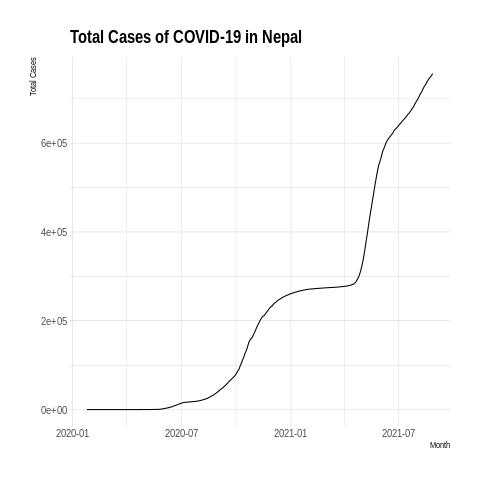 Total Cases of COVID-19 in Nepal
Total Cases
6e+05
4e+05
2e+05
0e+00
2020-01 2020-07 2021-01 2021-07
Month